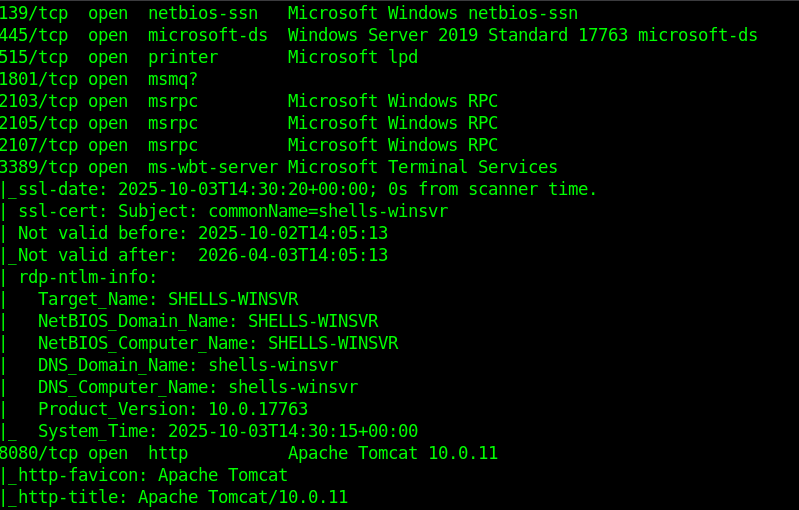 139/tcp  open  netbios-ssn   Microsoft Windows netbios-ssn
445/tcp  open  microsoft-ds  Windows Server 2019 Standard 17763 microsoft-ds
515/tcp  open  printer       Microsoft lpd
1801/tcp open  msmq?
2103/tcp open  msrpc         Microsoft Windows RPC
2105/tcp open  msrpc         Microsoft Windows RPC
2107/tcp open  msrpc         Microsoft Windows RPC
3389/tcp open  ms-wbt-server Microsoft Terminal Services
|_ssl-date: 2025-10-03T14:30:20+00:00; 0s from scanner time.
| ssl-cert: Subject: commonName=shells-winsvr
| Not valid before: 2025-10-02T14:05:13
|_Not valid after:  2026-04-03T14:05:13
| rdp-ntlm-info:
|   Target_Name: SHELLS-WINSVR
|   NetBIOS_Domain_Name: SHELLS-WINSVR
|   NetBIOS_Computer_Name: SHELLS-WINSVR
|   DNS_Domain_Name: shells-winsvr
|   DNS_Computer_Name: shells-winsvr
|   Product_Version: 10.0.17763
|_  System_Time: 2025-10-03T14:30:15+00:00
8080/tcp open  http          Apache Tomcat 10.0.11
|_http-favicon: Apache Tomcat
|_http-title: Apache Tomcat/10.0.11